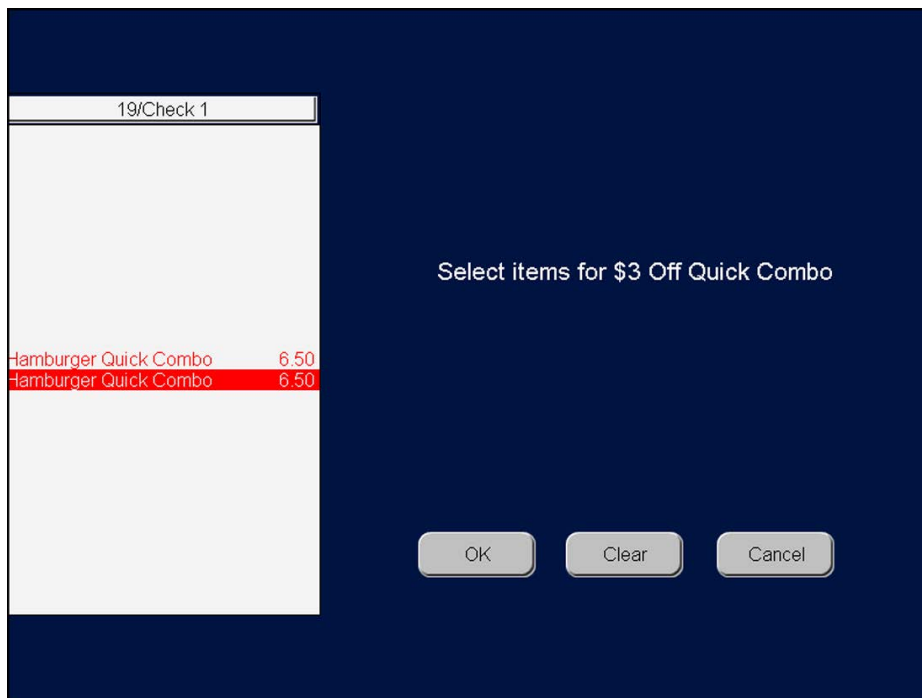 19/Check 1
Select items for $3 Off Quick Combo
Hamburger Quick Combo 6.50
Hamburger Quick Combo 6.50
OK Clear Cancel